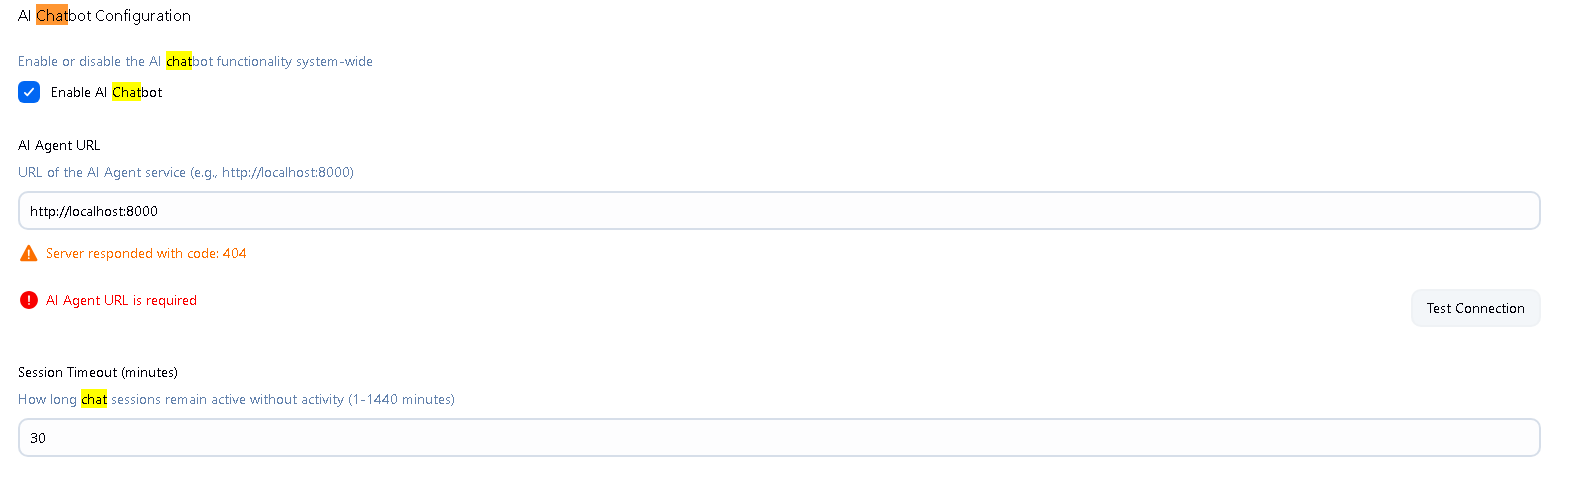 AI Chatbot Configuration
Enable or disable the AI chatbot functionality system-wide
Enable AI Chatbot
AI Agent URL
URL of the AI Agent service (e.g., http://localhost:8000)
http://localhost:8000
Server responded with code: 404
AI Agent URL is required
Test Connection
Session Timeout (minutes)
How long chat sessions remain active without activity (1-1440 minutes)
30